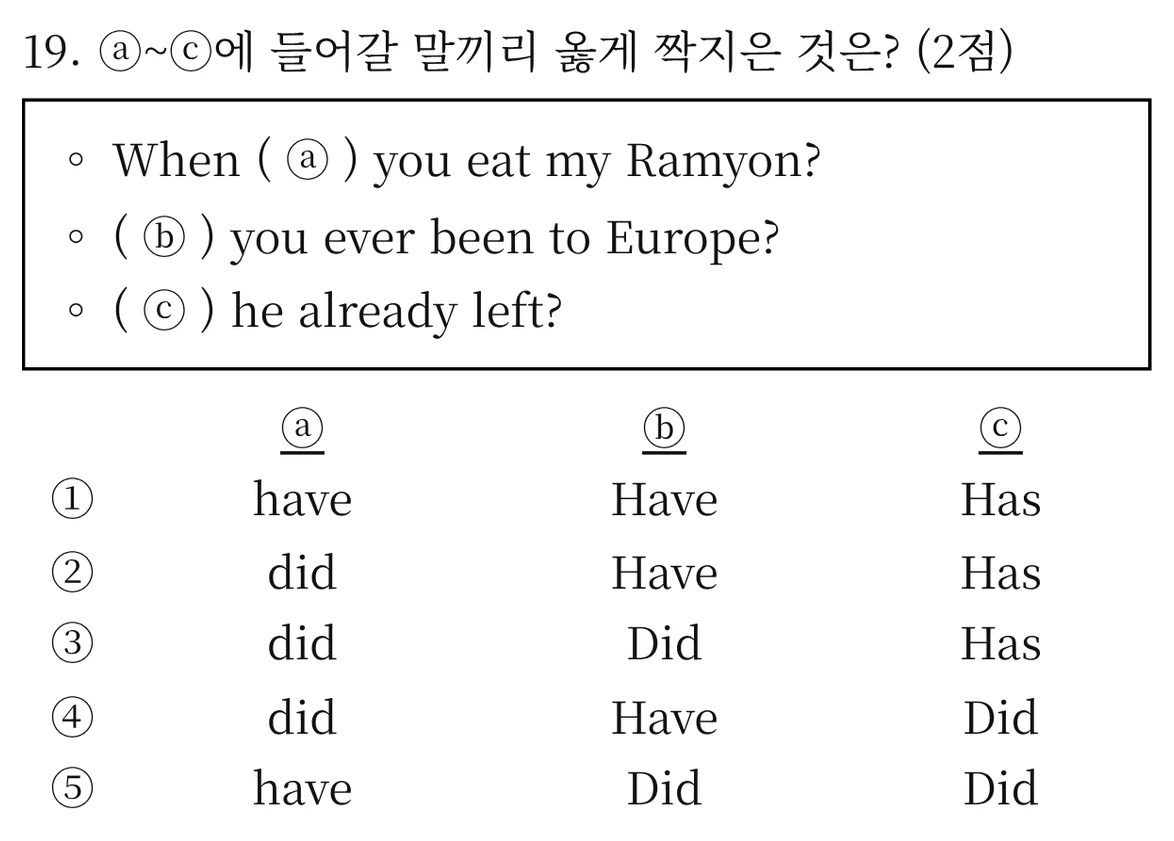 19. ⓐ~ⓒ에 들어갈 말끼리 옳게 짝지은 것은? (2점)
◦ When ( ⓐ ) you eat my Ramyon?
◦ ( ⓑ ) you ever been to Europe?
◦ ( ⓒ ) he already left?
ⓐ ⓑ ⓒ
① have Have Has
② did Have Has
③ did Did Has
④ did Have Did
⑤ have Did Did